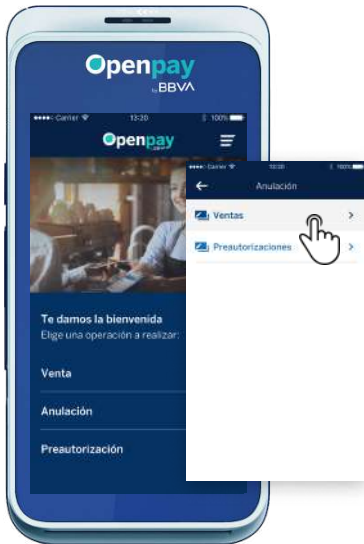 Openpay
by BBVA
Carrier 13:20 100%
Openpay
Te damos la bienvenida
Elige una operación a realizar:
Venta
Anulación
Preautorización
Carrier 13:20 100%
Anulación
Ventas
Preautorizaciones